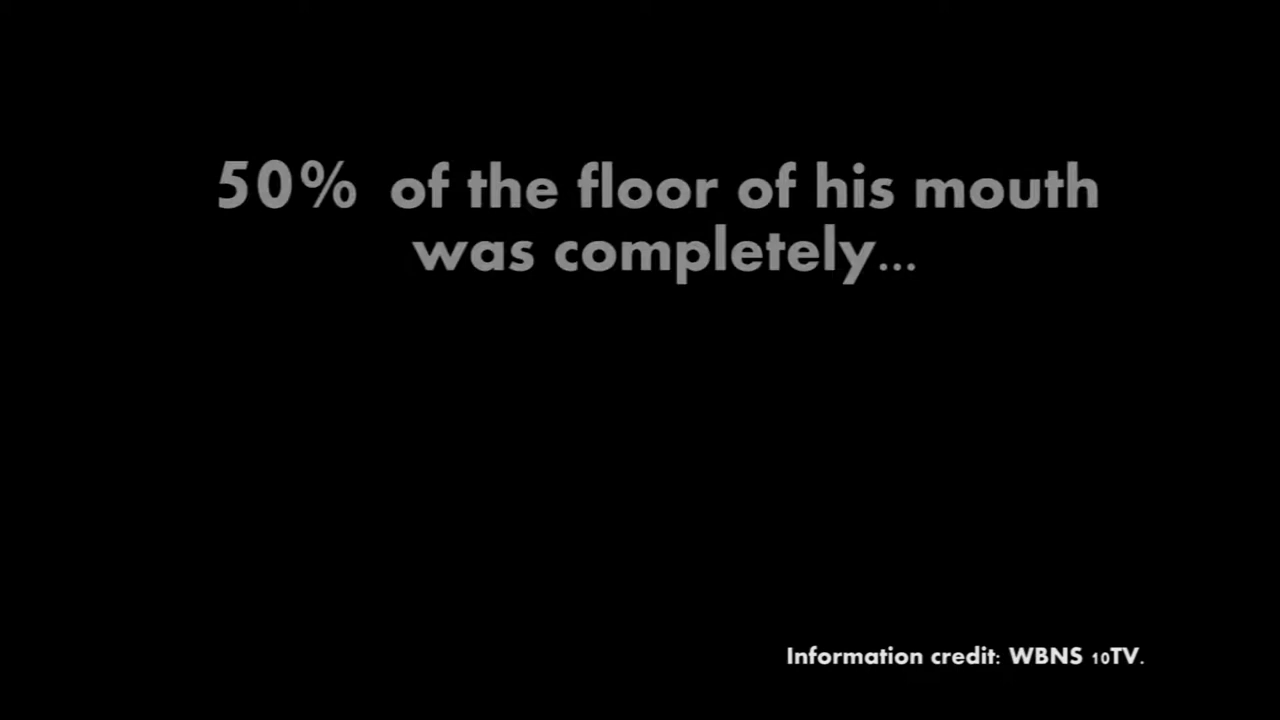 50% of the floor of his mouth
was completely...
Information credit: WBNS 10TV.